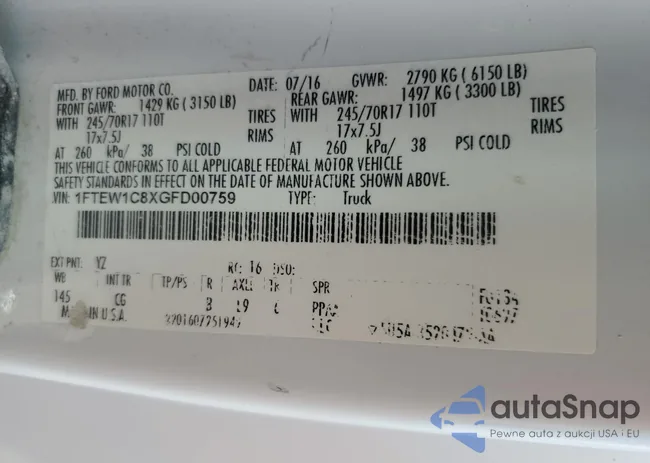 MFD. BY FORD MOTOR CO. DATE: 07/16 GVWR: 2790 KG ( 6150 LB)
FRONT GAWR: 1429 KG ( 3150 LB) REAR GAWR: 1497 KG ( 3300 LB)
WITH 245/70R17 110T TIRES WITH 245/70R17 110T TIRES
17x7.5J RIMS 17x7.5J RIMS
AT 260 kPa/ 38 PSI COLD AT 260 kPa/ 38 PSI COLD
THIS VEHICLE CONFORMS TO ALL APPLICABLE FEDERAL MOTOR VEHICLE
SAFETY STANDARDS IN EFFECT ON THE DATE OF MANUFACTURE SHOWN ABOVE.
VIN: 1FTEW1C8XGFD00759 TYPE: Truck
EXT PNT: YZ RC: 16 DSO:
WB INT TR TP/PS R AXLE TR SPR
145 CG
IN U.S.A.
autaSnap
Pewne auta z aukcji USA i EU